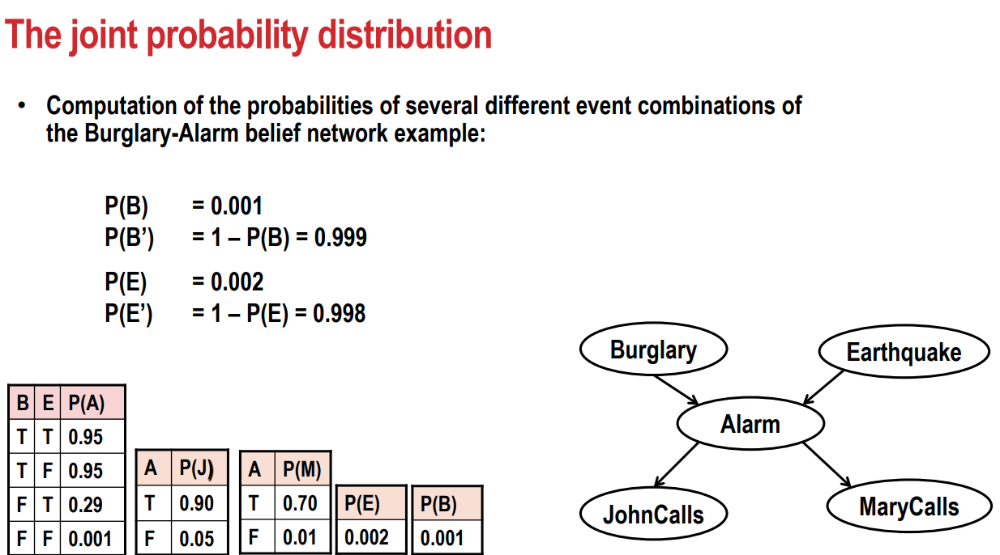 The joint probability distribution
• Computation of the probabilities of several different event combinations of
the Burglary-Alarm belief network example:
P(B) = 0.001
P(B’) = 1 – P(B) = 0.999
P(E) = 0.002
P(E’) = 1 – P(E) = 0.998
B E P(A)
T T 0.95
T F 0.95
F T 0.29
F F 0.001
A P(J)
T 0.90
F 0.05
A P(M)
T 0.70
F 0.01
P(E)
0.002
P(B)
0.001
Burglary
Earthquake
Alarm
JohnCalls
MaryCalls